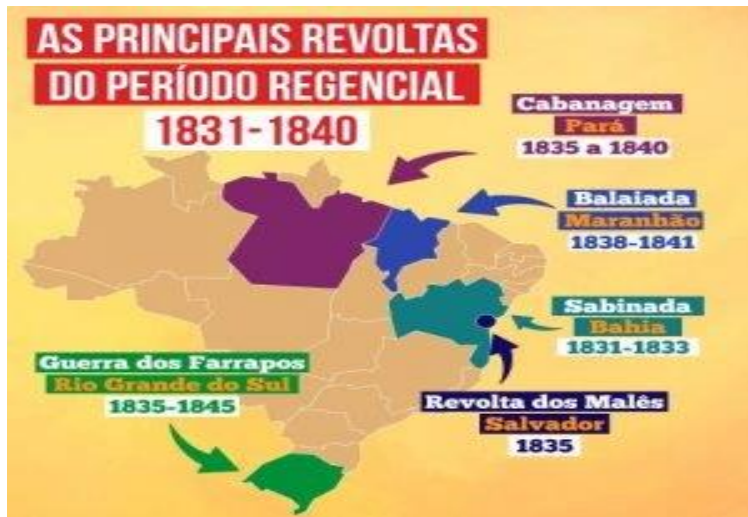 AS PRINCIPAIS REVOLTAS
DO PERÍODO REGENCIAL
1831-1840
Cabanagem
Pará
1835 a 1840
Balaiada
Maranhão
1838-1841
Sabinada
Bahia
1831-1833
Guerra dos Farrapos
Rio Grande do Sul
1835-1845
Revolta dos Malês
Salvador
1835